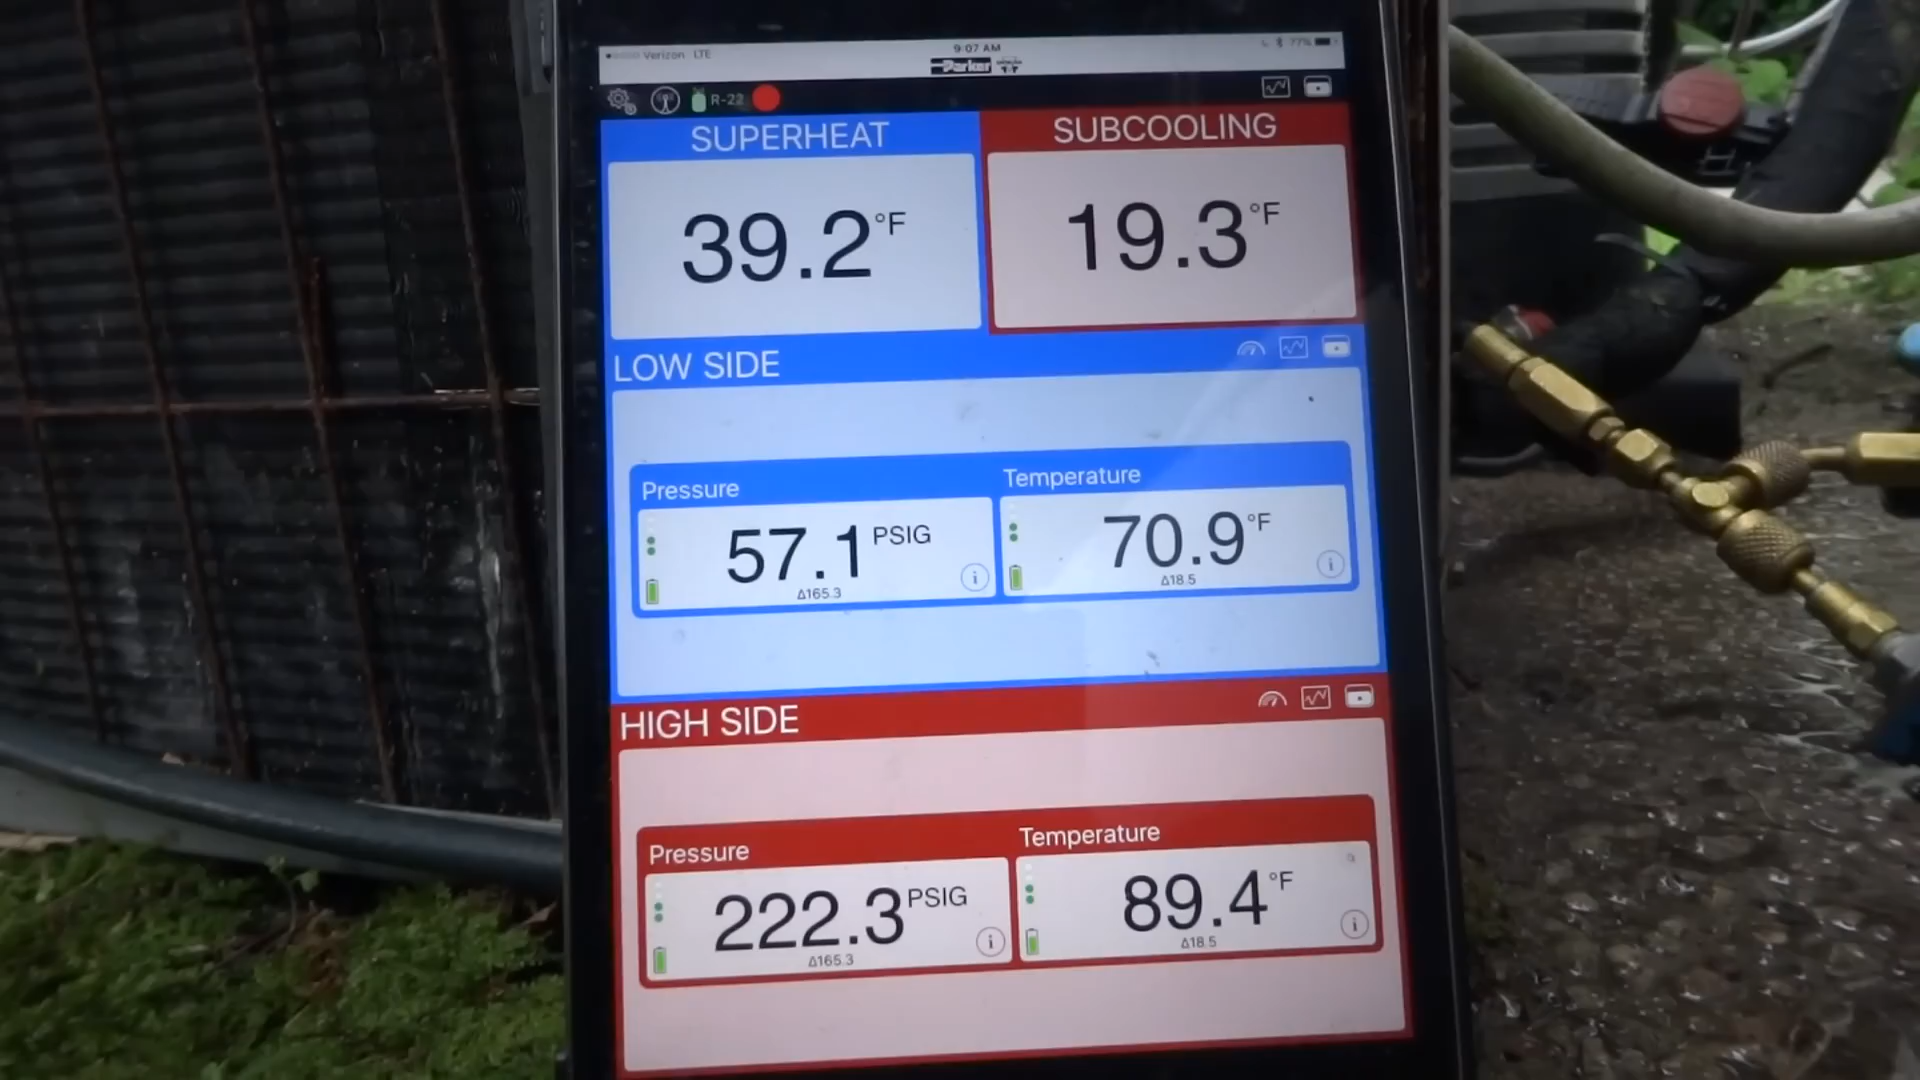 Verizon LTE
9:07 AM
77%
Parker
R-22
SUPERHEAT
SUBCOOLING
39.2 °F
19.3 °F
LOW SIDE
Pressure
Temperature
57.1 PSIG
70.9 °F
Δ165.3
Δ18.5
HIGH SIDE
Pressure
Temperature
222.3 PSIG
89.4 °F
Δ165.3
Δ18.5